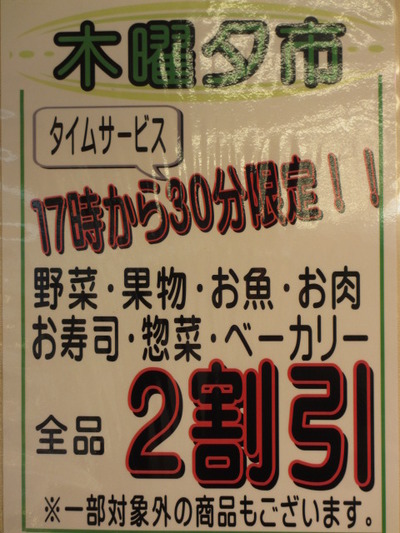 木曜夕市
タイムサービス
17時から30分限定！！
野菜・果物・お魚・お肉
お寿司・惣菜・ベーカリー
全品 2割引
※一部対象外の商品もございます。